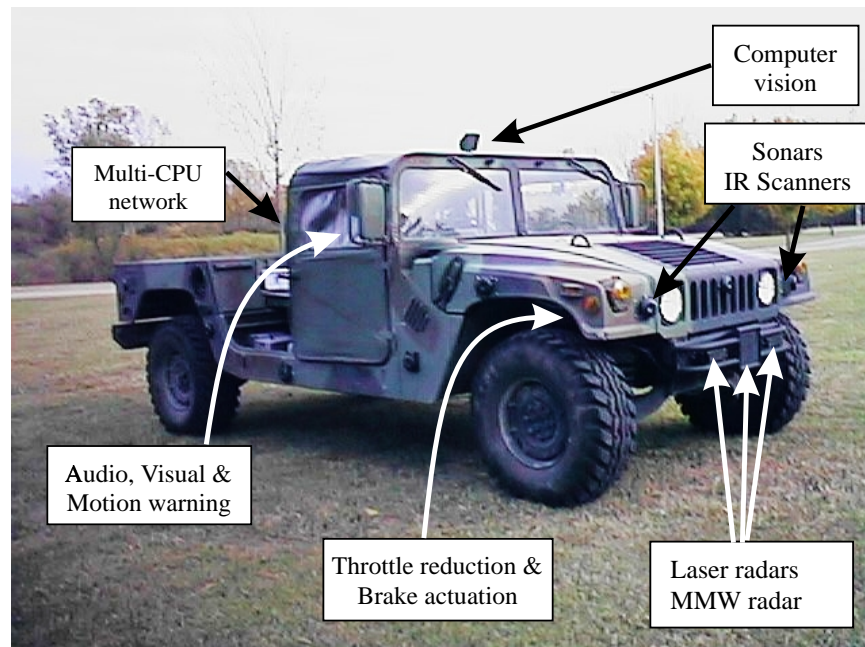 Computer
vision
Sonars
IR Scanners
Multi-CPU
network
Audio, Visual &
Motion warning
Throttle reduction &
Brake actuation
Laser radars
MMW radar